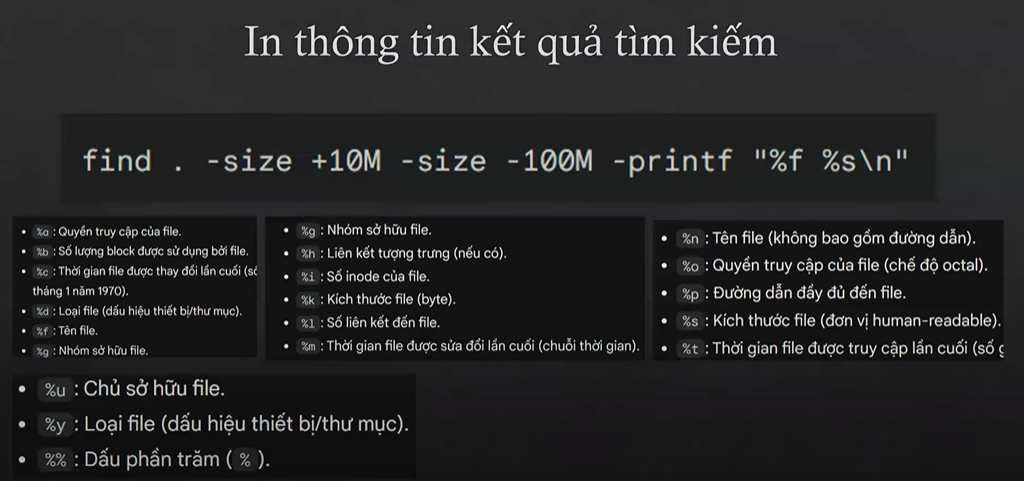 In thông tin kết quả tìm kiếm
find . -size +10M -size -100M -printf "%f %s\n"
• %a : Quyền truy cập của file.
• %b : Số lượng block được sử dụng bởi file.
• %c : Thời gian file được thay đổi lần cuối (số
tháng 1 năm 1970).
• %d : Loại file (dấu hiệu thiết bị/thư mục).
• %f : Tên file.
• %g : Nhóm sở hữu file.
• %g : Nhóm sở hữu file.
• %h : Liên kết tượng trưng (nếu có).
• %i : Số inode của file.
• %k : Kích thước file (byte).
• %l : Số liên kết đến file.
• %m : Thời gian file được sửa đổi lần cuối (chuỗi thời gian).
• %n : Tên file (không bao gồm đường dẫn).
• %o : Quyền truy cập của file (chế độ octal).
• %p : Đường dẫn đầy đủ đến file.
• %s : Kích thước file (đơn vị human-readable).
• %t : Thời gian file được truy cập lần cuối (số
• %u : Chủ sở hữu file.
• %y : Loại file (dấu hiệu thiết bị/thư mục).
• %% : Dấu phần trăm ( % ).